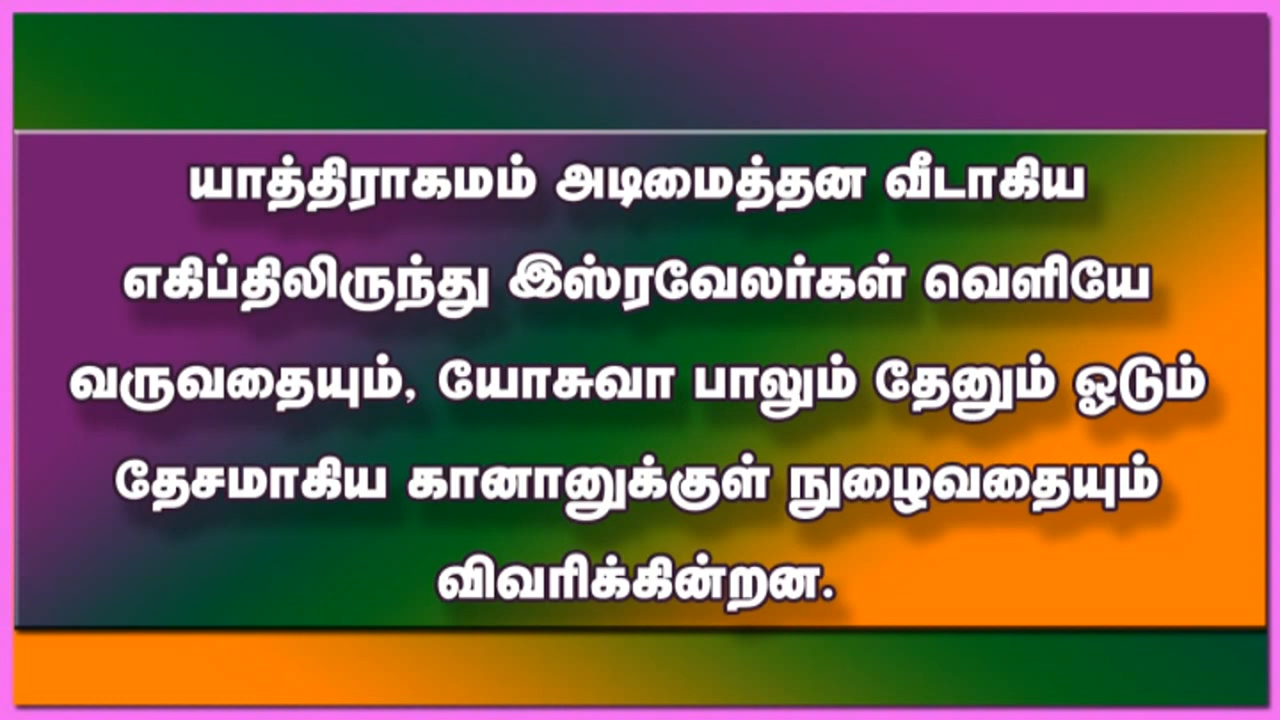 யாத்திராகமம் அடிமைத்தன வீடாகிய
எகிப்திலிருந்து இஸ்ரவேலர்கள் வெளியே
வருவதையும், யோசுவா பாலும் தேனும் ஓடும்
தேசமாகிய கானானுக்குள் நுழைவதையும்
விவரிக்கின்றன.